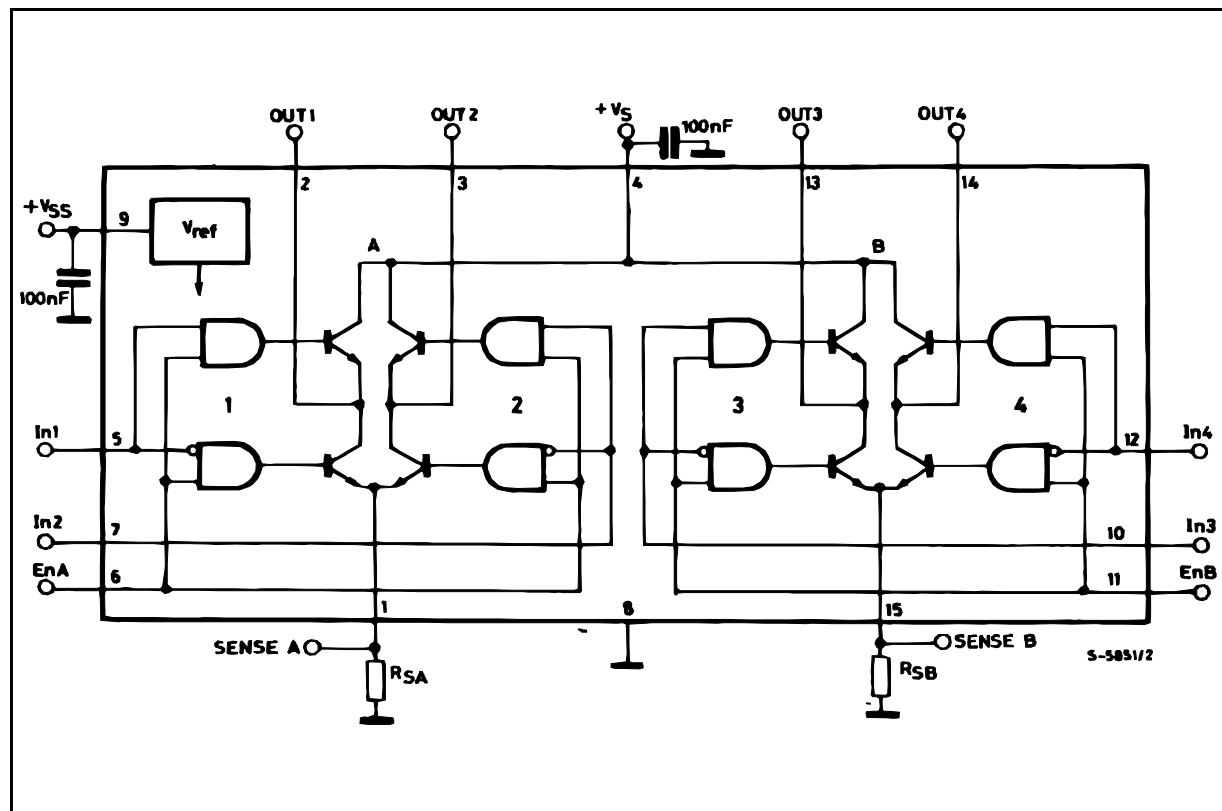 OUT1
OUT2
+VS
100nF
OUT3
OUT4
2
3
4
13
14
+VSS
9
Vref
A
B
100nF
1
2
3
4
In1
5
12
In4
In2
7
10
In3
EnA
6
11
EnB
1
8
15
SENSE A
RSA
SENSE B
RSB
S-5851/2